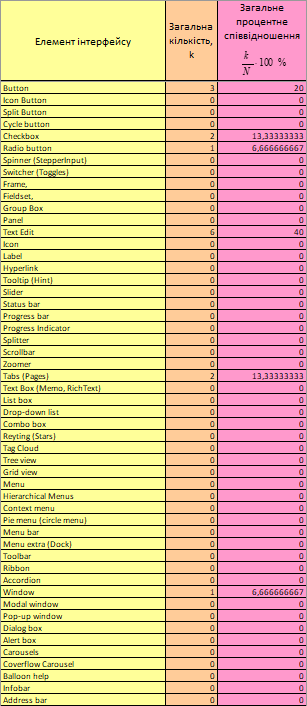 Елемент інтерфейсу
Загальна
кількість,
k
Загальне
процентне
співвідношення
k/N · 100 %
Button 3 20
Icon Button 0 0
Split Button 0 0
Cycle button 0 0
Checkbox 2 13,33333333
Radio button 1 6,666666667
Spinner (StepperInput) 0 0
Switcher (Toggles) 0 0
Frame, 0 0
Fieldset, 0 0
Group Box 0 0
Panel 0 0
Text Edit 6 40
Icon 0 0
Label 0 0
Hyperlink 0 0
Tooltip (Hint) 0 0
Slider 0 0
Status bar 0 0
Progress bar 0 0
Progress Indicator 0 0
Splitter 0 0
Scrollbar 0 0
Zoomer 0 0
Tabs (Pages) 2 13,33333333
Text Box (Memo, RichText) 0 0
List box 0 0
Drop-down list 0 0
Combo box 0 0
Reyting (Stars) 0 0
Tag Cloud 0 0
Tree view 0 0
Grid view 0 0
Menu 0 0
Hierarchical Menus 0 0
Context menu 0 0
Pie menu (circle menu) 0 0
Menu bar 0 0
Menu extra (Dock) 0 0
Toolbar 0 0
Ribbon 0 0
Accordion 0 0
Window 1 6,666666667
Modal window 0 0
Pop-up window 0 0
Dialog box 0 0
Alert box 0 0
Carousels 0 0
Coverflow Carousel 0 0
Balloon help 0 0
Infobar 0 0
Address bar 0 0